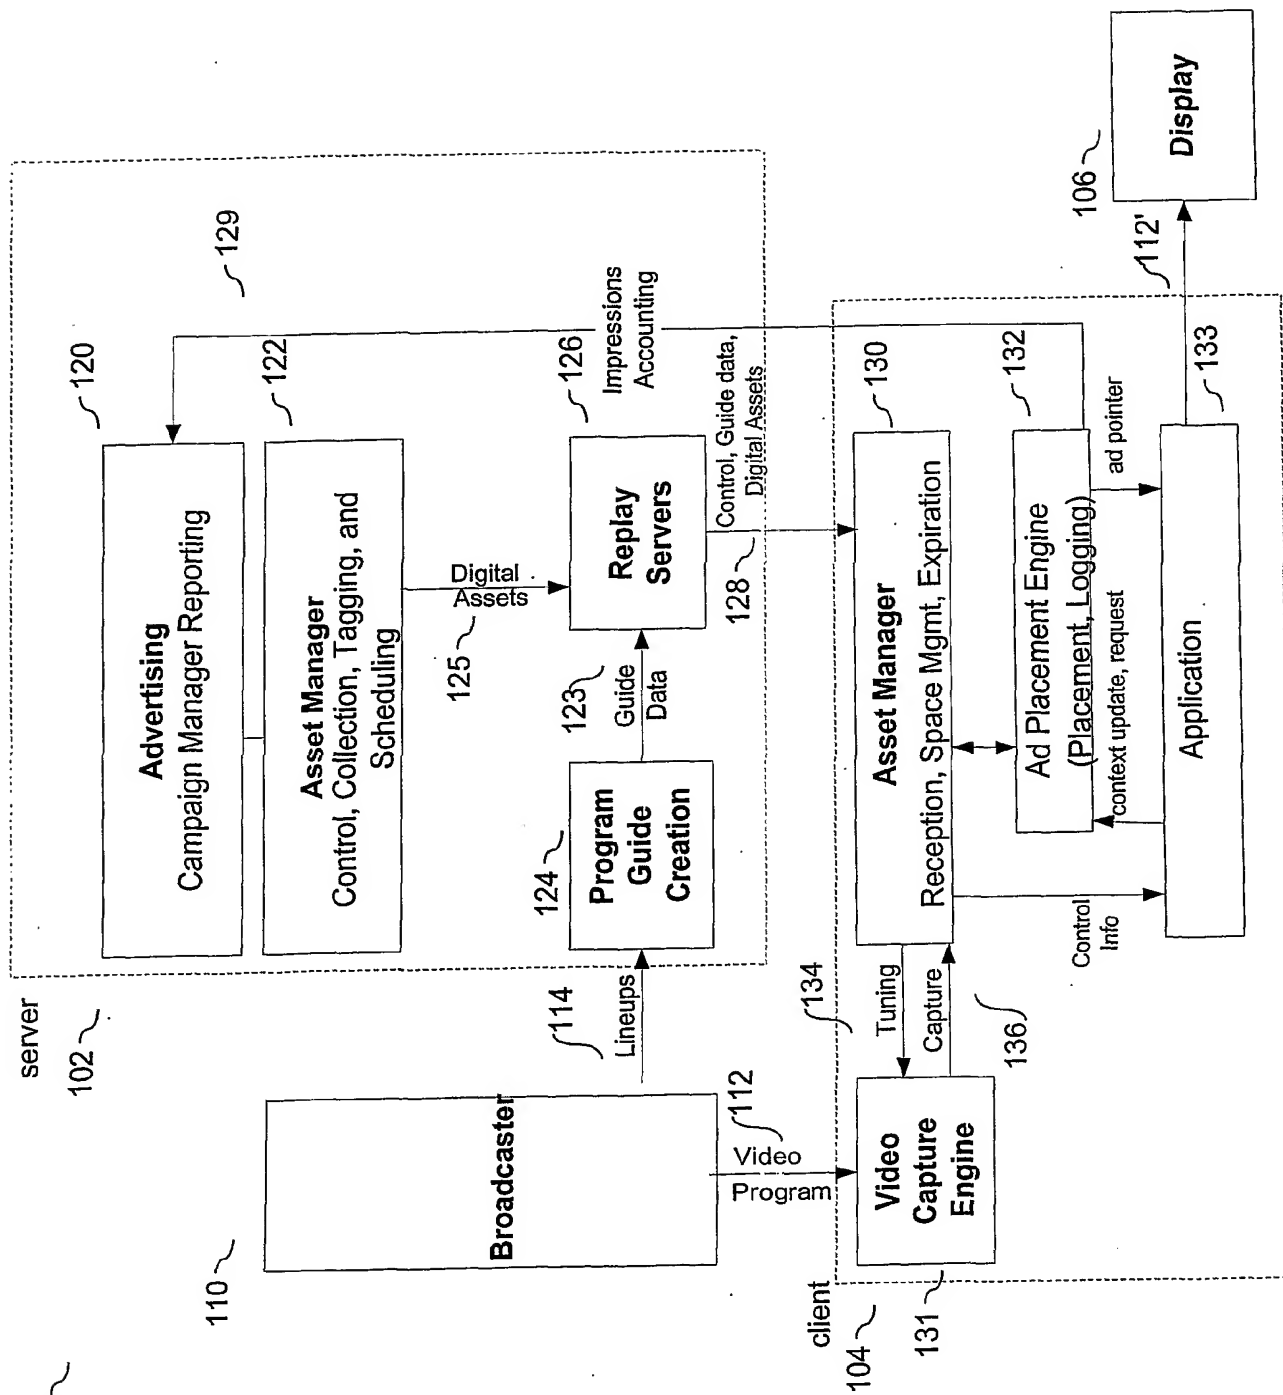 server
102
120
Advertising
Campaign Manager Reporting
129
122
Asset Manager
Control, Collection, Tagging, and
Scheduling
Digital
Assets
125
126
Replay
Servers
Impressions
Accounting
123
Guide
Data
124
Program
Guide
Creation
114
Lineups
110
Broadcaster
112
Video
Program
128
Control, Guide data,
Digital Assets
client
104
131
Video
Capture
Engine
134
Tuning
Capture
136
130
Asset Manager
Reception, Space Mgmt, Expiration
132
Ad Placement Engine
(Placement, Logging)
context update, request
ad pointer
Control
Info
133
Application
112'
106
Display